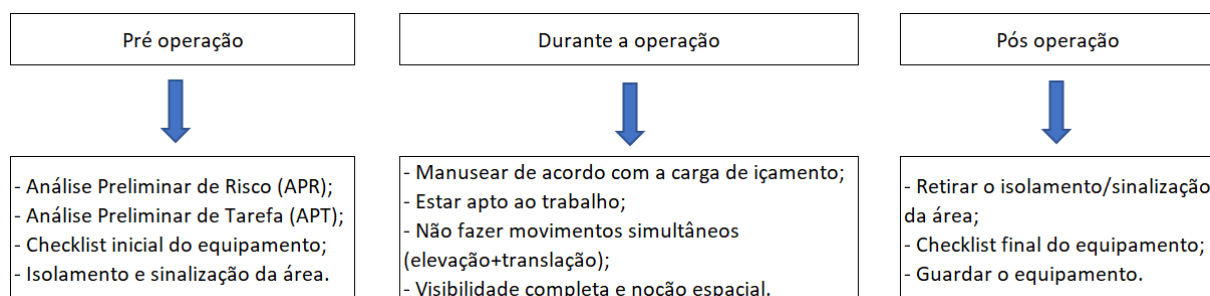 Pré operação
- Análise Preliminar de Risco (APR);
- Análise Preliminar de Tarefa (APT);
- Checklist inicial do equipamento;
- Isolamento e sinalização da área.
Durante a operação
- Manusear de acordo com a carga de içamento;
- Estar apto ao trabalho;
- Não fazer movimentos simultâneos
(elevação+translação);
- Visibilidade completa e noção espacial.
Pós operação
- Retirar o isolamento/sinalização
da área;
- Checklist final do equipamento;
- Guardar o equipamento.